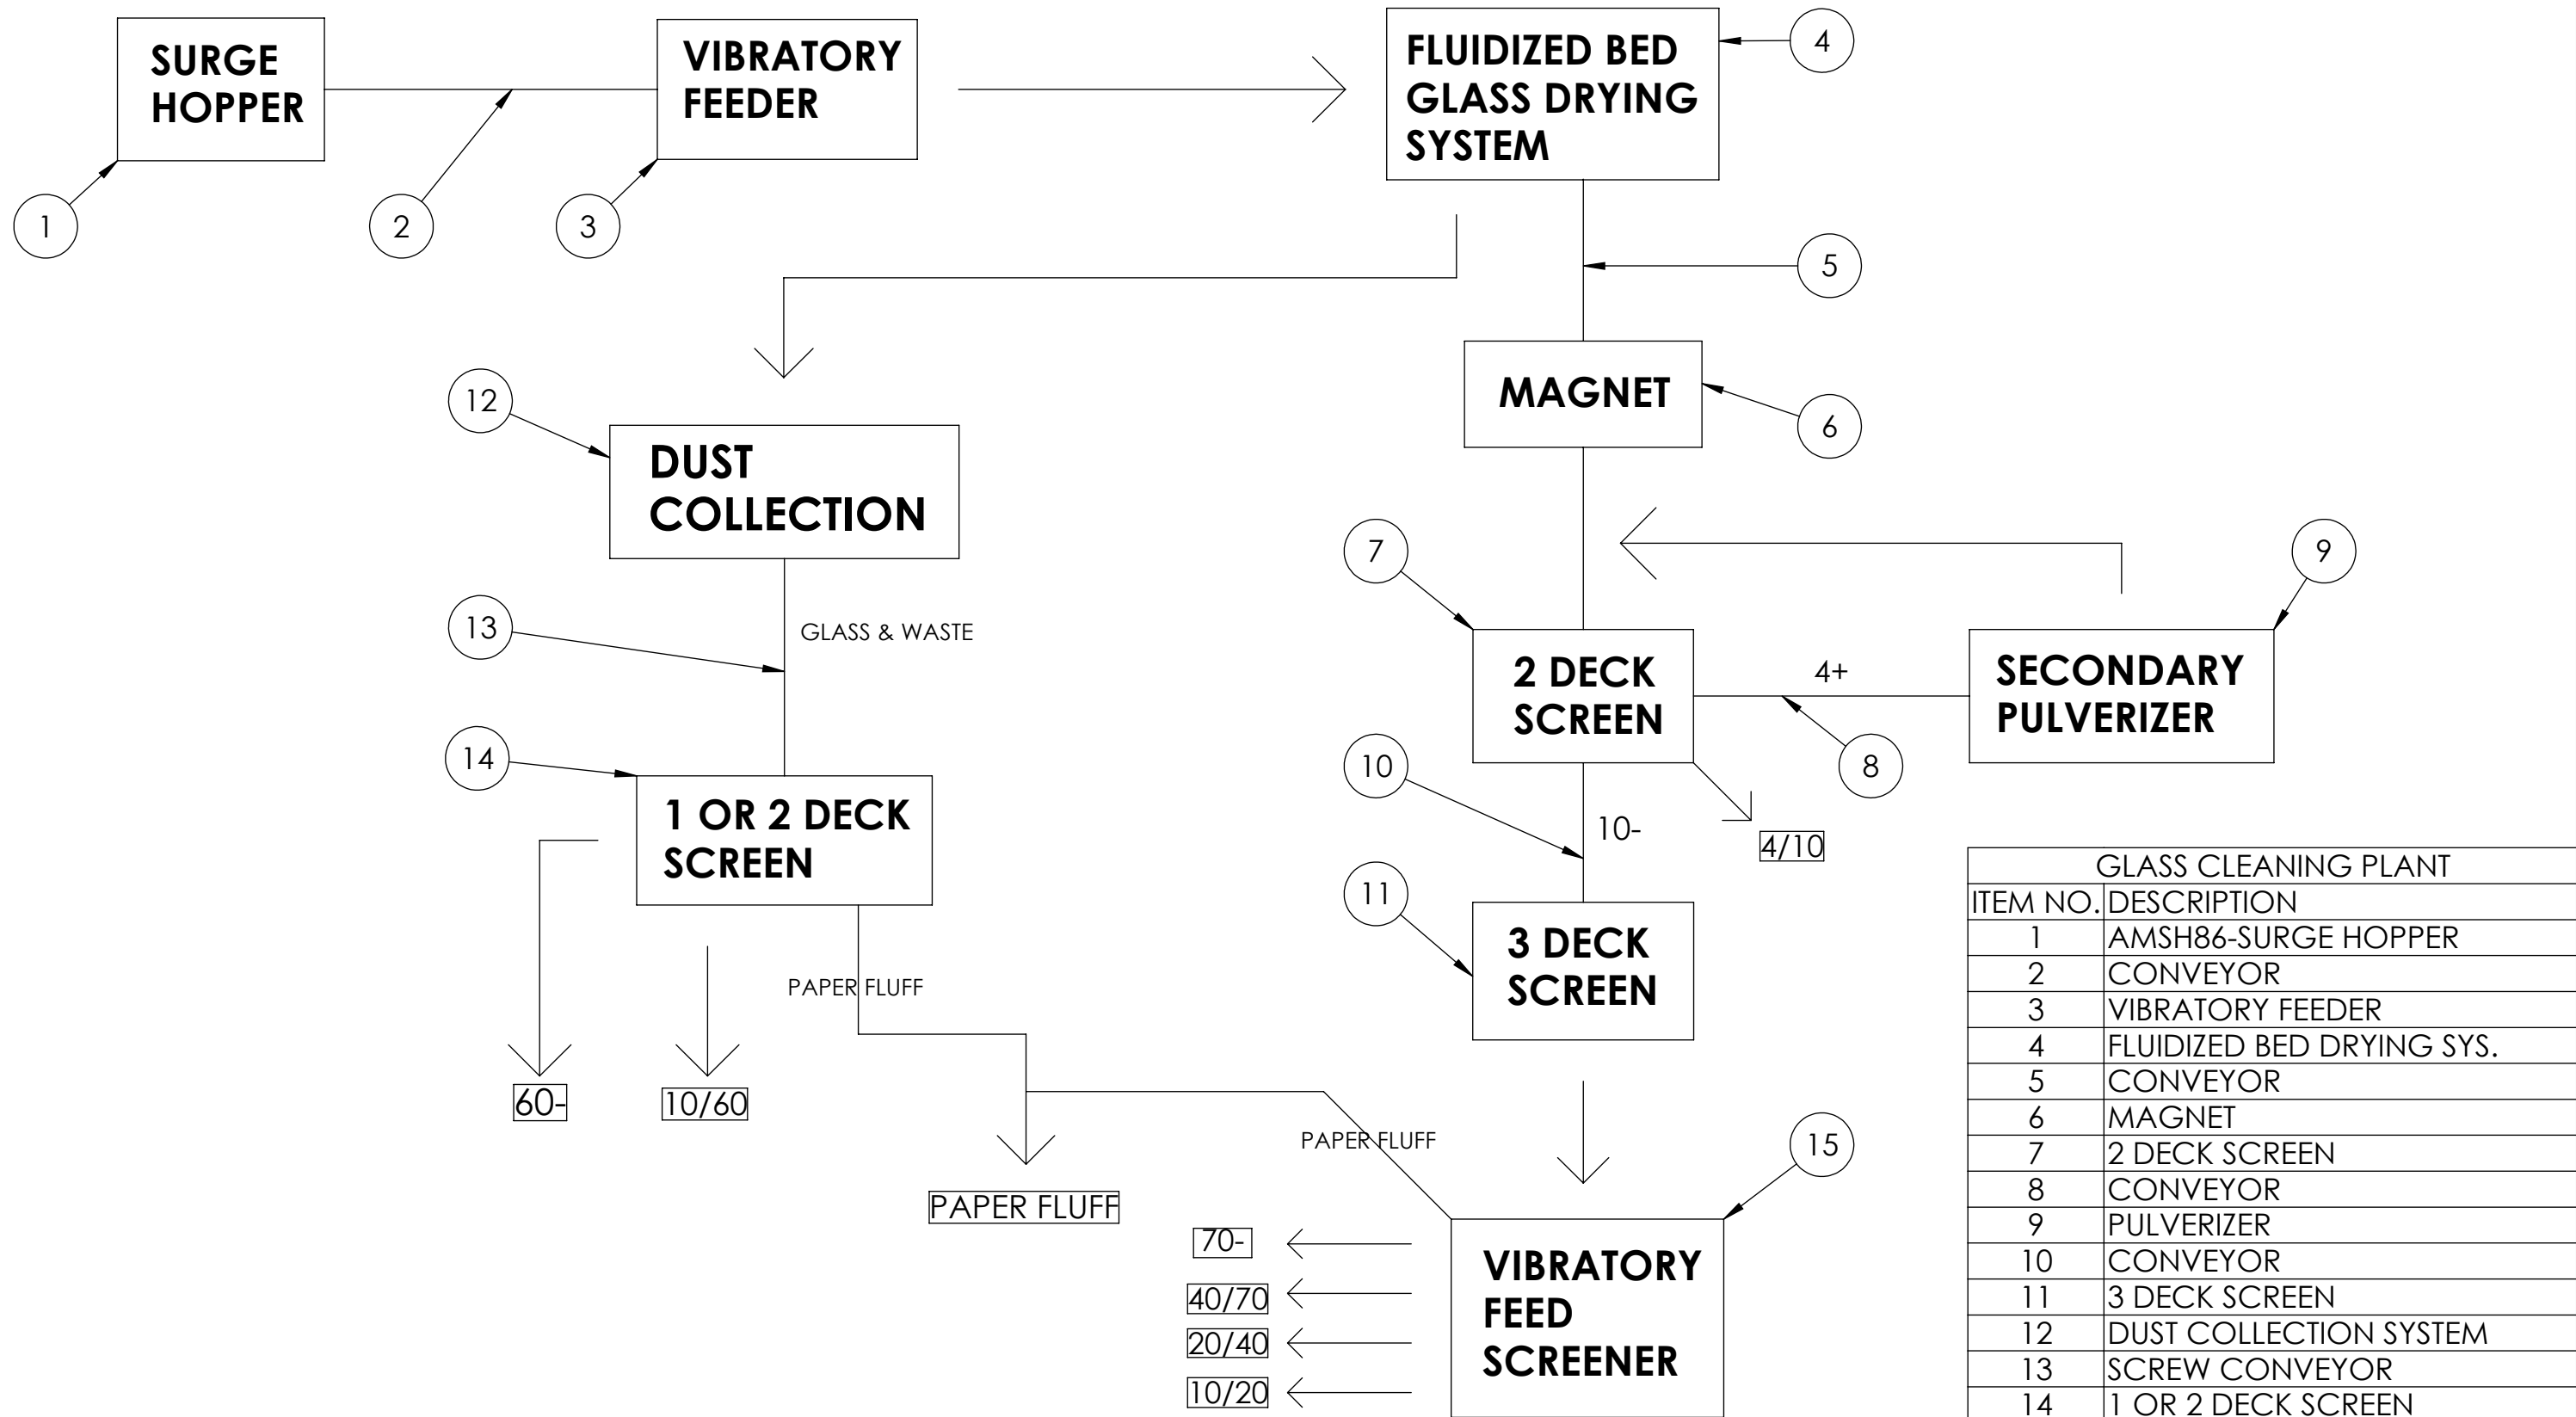 SURGE
HOPPER
VIBRATORY
FEEDER
FLUIDIZED BED
GLASS DRYING
SYSTEM
4
1
2
3
5
MAGNET
6
12
DUST
COLLECTION
7
9
13
GLASS & WASTE
2 DECK
SCREEN
4+
SECONDARY
PULVERIZER
14
10
8
1 OR 2 DECK
SCREEN
10-
4/10
11
3 DECK
SCREEN
PAPER FLUFF
60-
10/60
PAPER FLUFF
15
PAPER FLUFF
70-
40/70
20/40
10/20
VIBRATORY
FEED
SCREENER
GLASS CLEANING PLANT
ITEM NO. DESCRIPTION
1 AMSH86-SURGE HOPPER
2 CONVEYOR
3 VIBRATORY FEEDER
4 FLUIDIZED BED DRYING SYS.
5 CONVEYOR
6 MAGNET
7 2 DECK SCREEN
8 CONVEYOR
9 PULVERIZER
10 CONVEYOR
11 3 DECK SCREEN
12 DUST COLLECTION SYSTEM
13 SCREW CONVEYOR
14 1 OR 2 DECK SCREEN